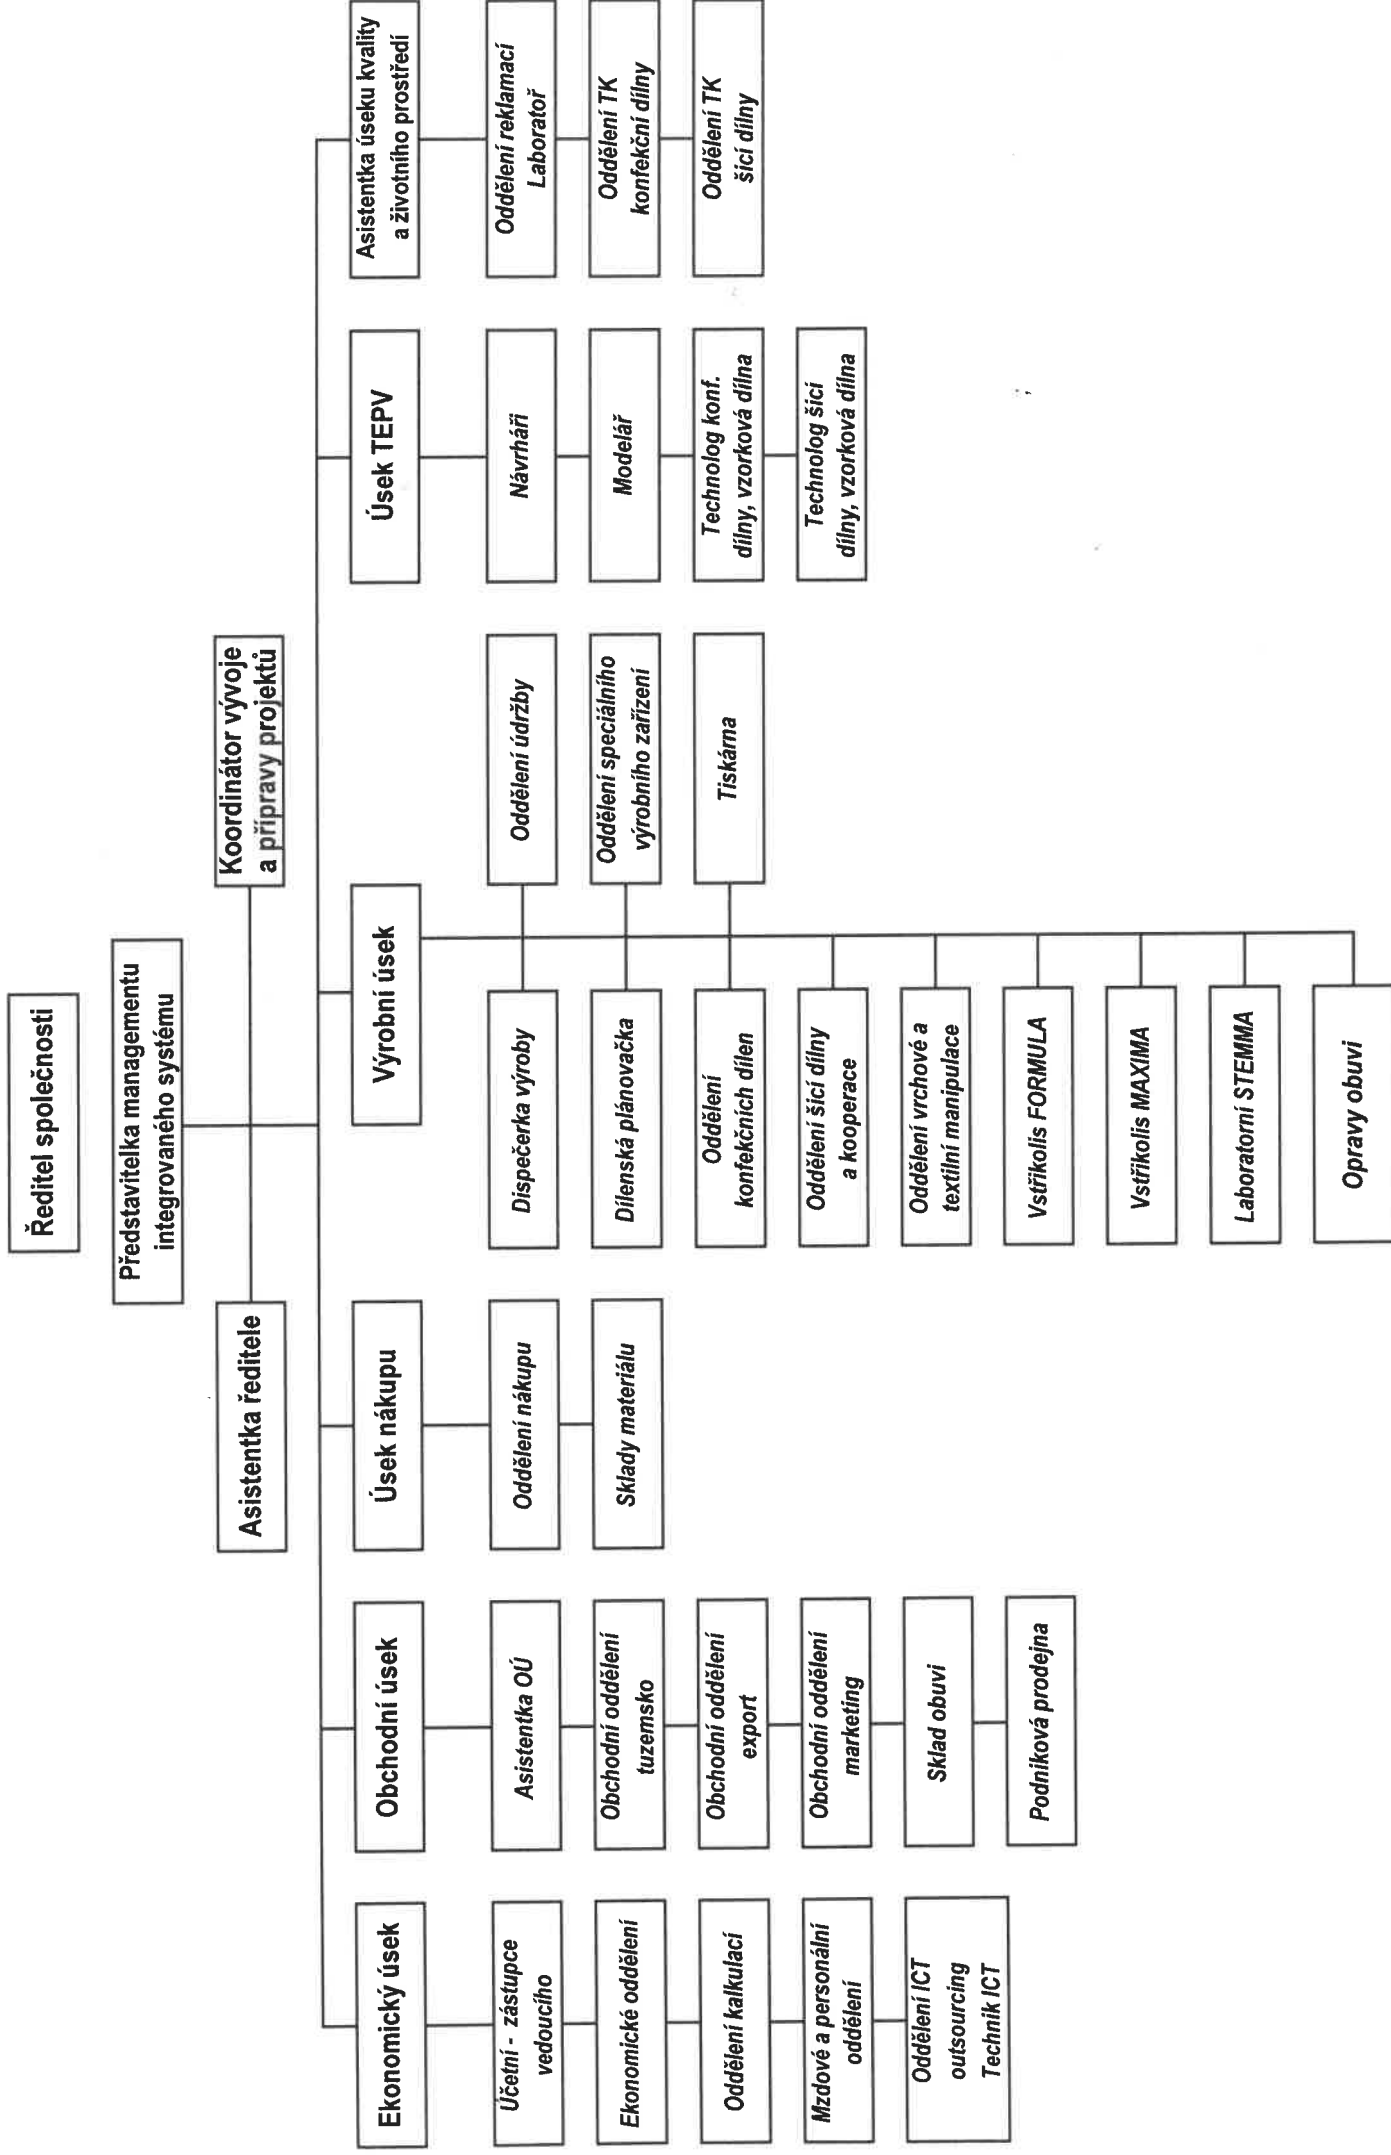 Ředitel společnosti
Představitelka managementu
integrovaného systému
Asistentka ředitele
Koordinátor vývoje
a přípravy projektů
Ekonomický úsek
Účetní - zástupce
vedoucího
Ekonomické oddělení
Oddělení kalkulací
Mzdové a personální
oddělení
Oddělení ICT
outsourcing
Technik ICT
Obchodní úsek
Asistentka OÚ
Obchodní oddělení
tuzemsko
Obchodní oddělení
export
Obchodní oddělení
marketing
Sklad obuvi
Podniková prodejna
Úsek nákupu
Oddělení nákupu
Sklady materiálu
Výrobní úsek
Dispečerka výroby
Dílenská plánovačka
Oddělení
konfekčních dílen
Oddělení šicí dílny
a kooperace
Oddělení vrchové a
textilní manipulace
Vstřikolis FORMULA
Vstřikolis MAXIMA
Laboratorní STEMMA
Opravy obuvi
Oddělení údržby
Oddělení speciálního
výrobního zařízení
Tiskárna
Úsek TEPV
Návrháři
Modelář
Technolog konf.
dílny, vzorková dílna
Technolog šicí
dílny, vzorková dílna
Asistentka úseku kvality
a životního prostředí
Oddělení reklamací
Laboratoř
Oddělení TK
konfekční dílny
Oddělení TK
šicí dílny